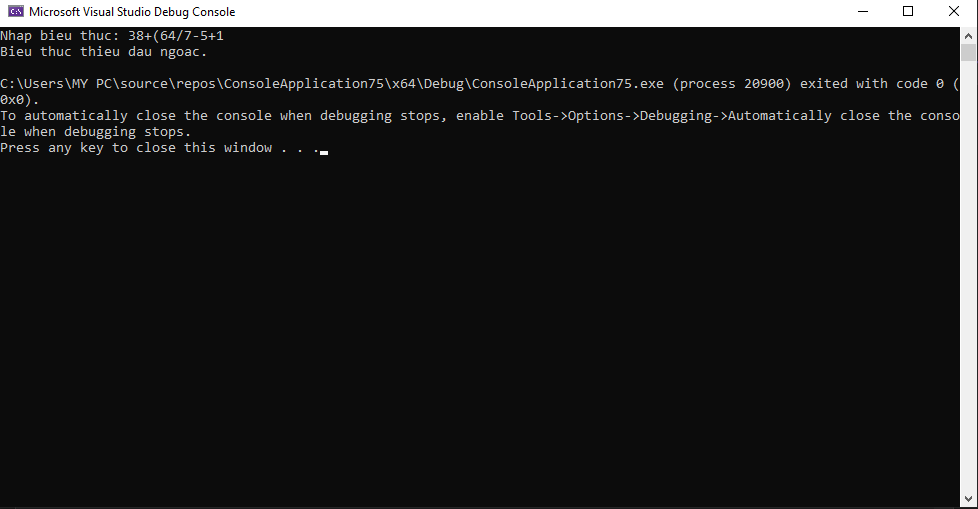 Microsoft Visual Studio Debug Console
Nhap bieu thuc: 38+(64/7-5+1
Bieu thuc thieu dau ngoac.
C:\Users\MY PC\source\repos\ConsoleApplication75\x64\Debug\ConsoleApplication75.exe (process 20900) exited with code 0 (
0x0).
To automatically close the console when debugging stops, enable Tools->Options->Debugging->Automatically close the conso
le when debugging stops.
Press any key to close this window . . .